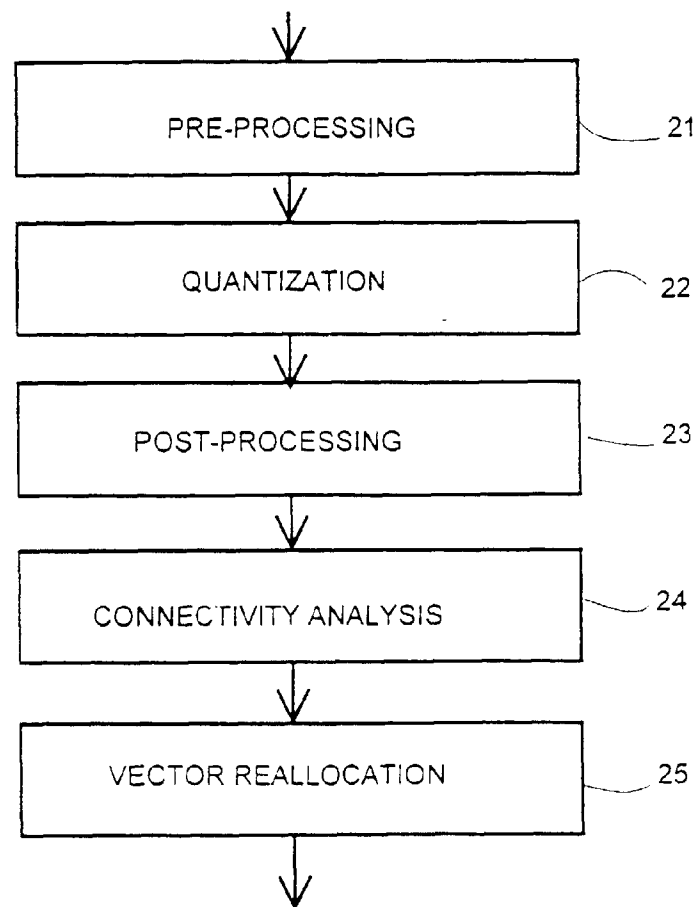 PRE-PROCESSING
21
QUANTIZATION
22
POST-PROCESSING
23
CONNECTIVITY ANALYSIS
24
VECTOR REALLOCATION
25